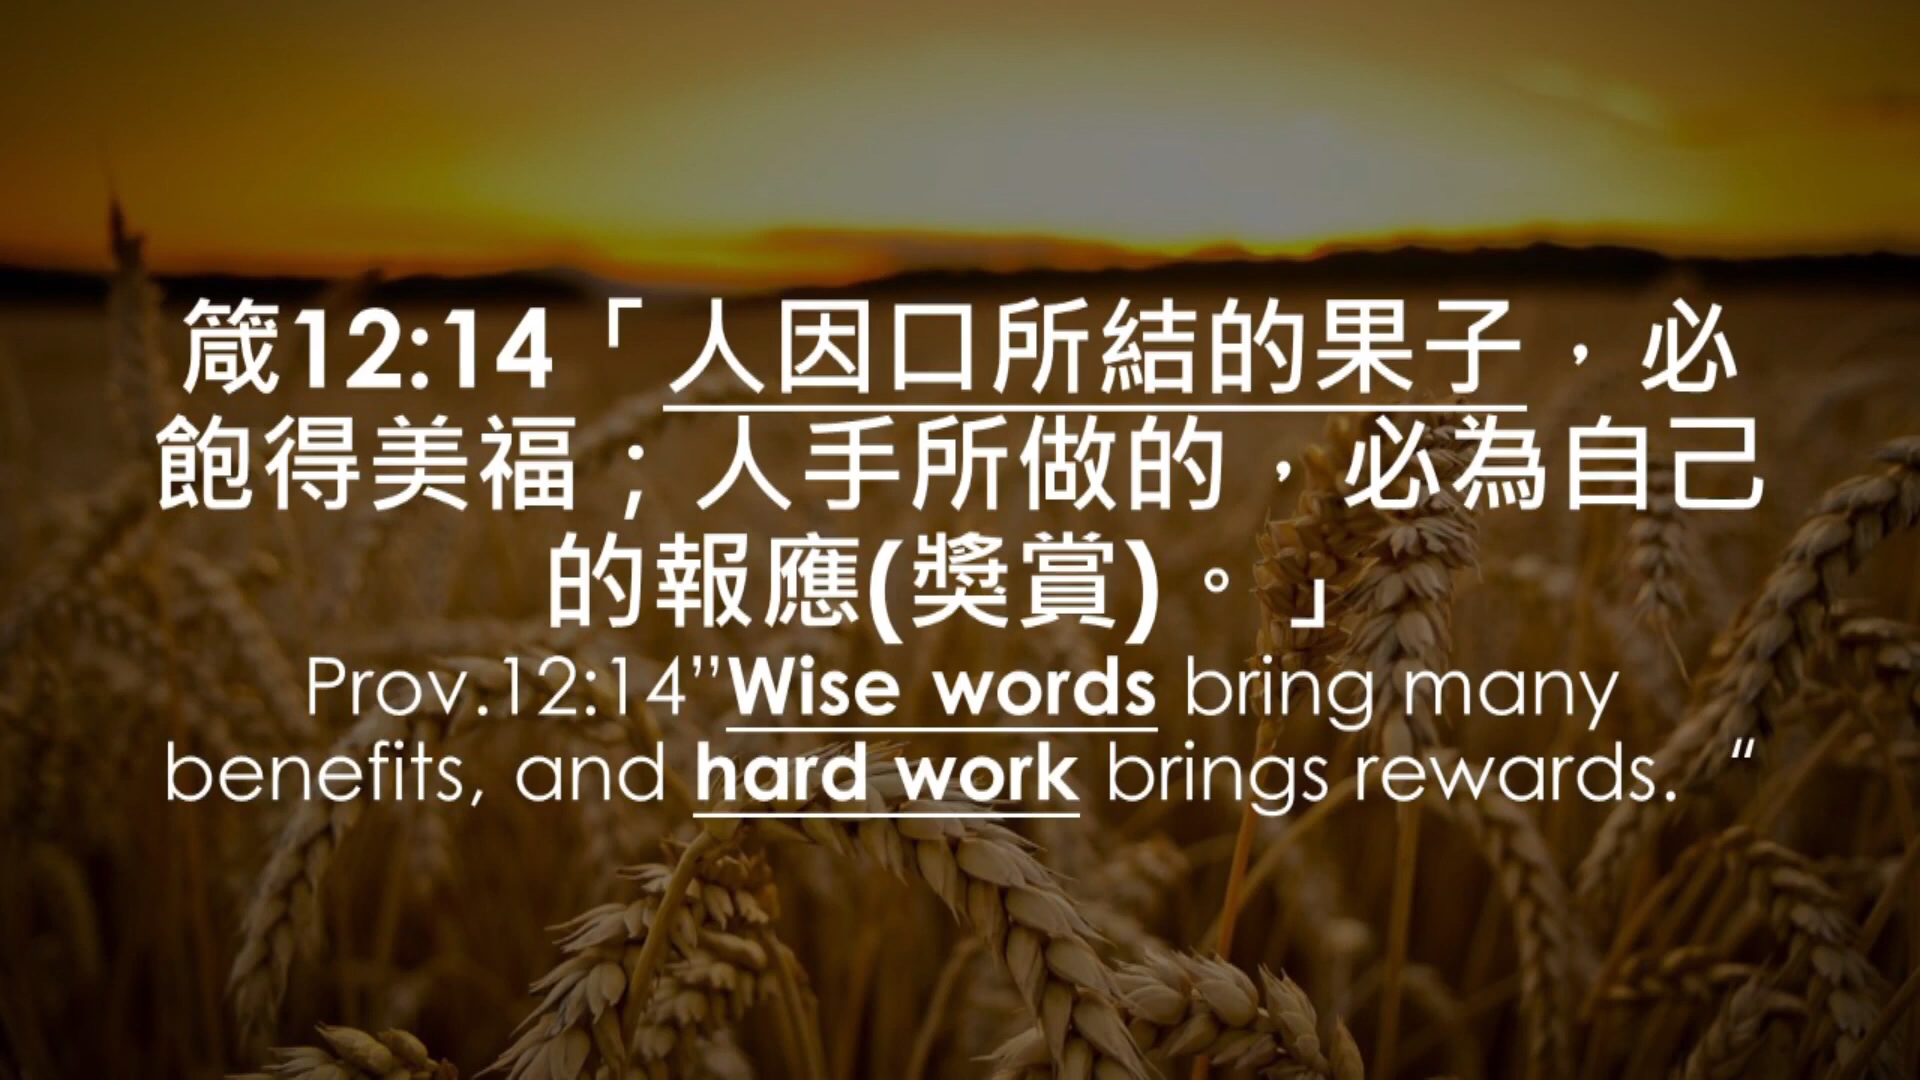 箴12:14「人因口所結的果子，必
飽得美福；人手所做的，必為自己
的報應(獎賞)。」
Prov.12:14”Wise words bring many
benefits, and hard work brings rewards. “